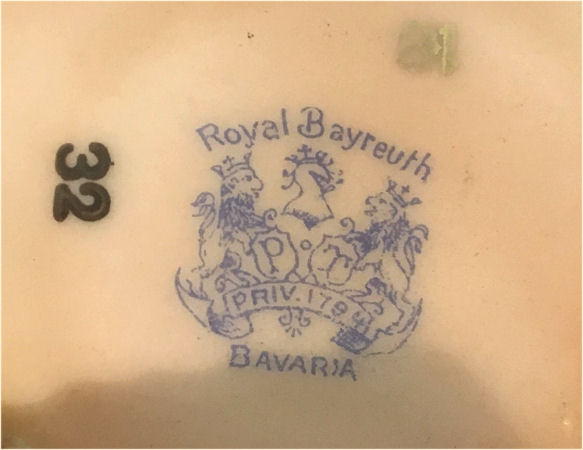 Royal Bayreuth
P T
PRIV. 1794
BAVARIA
32